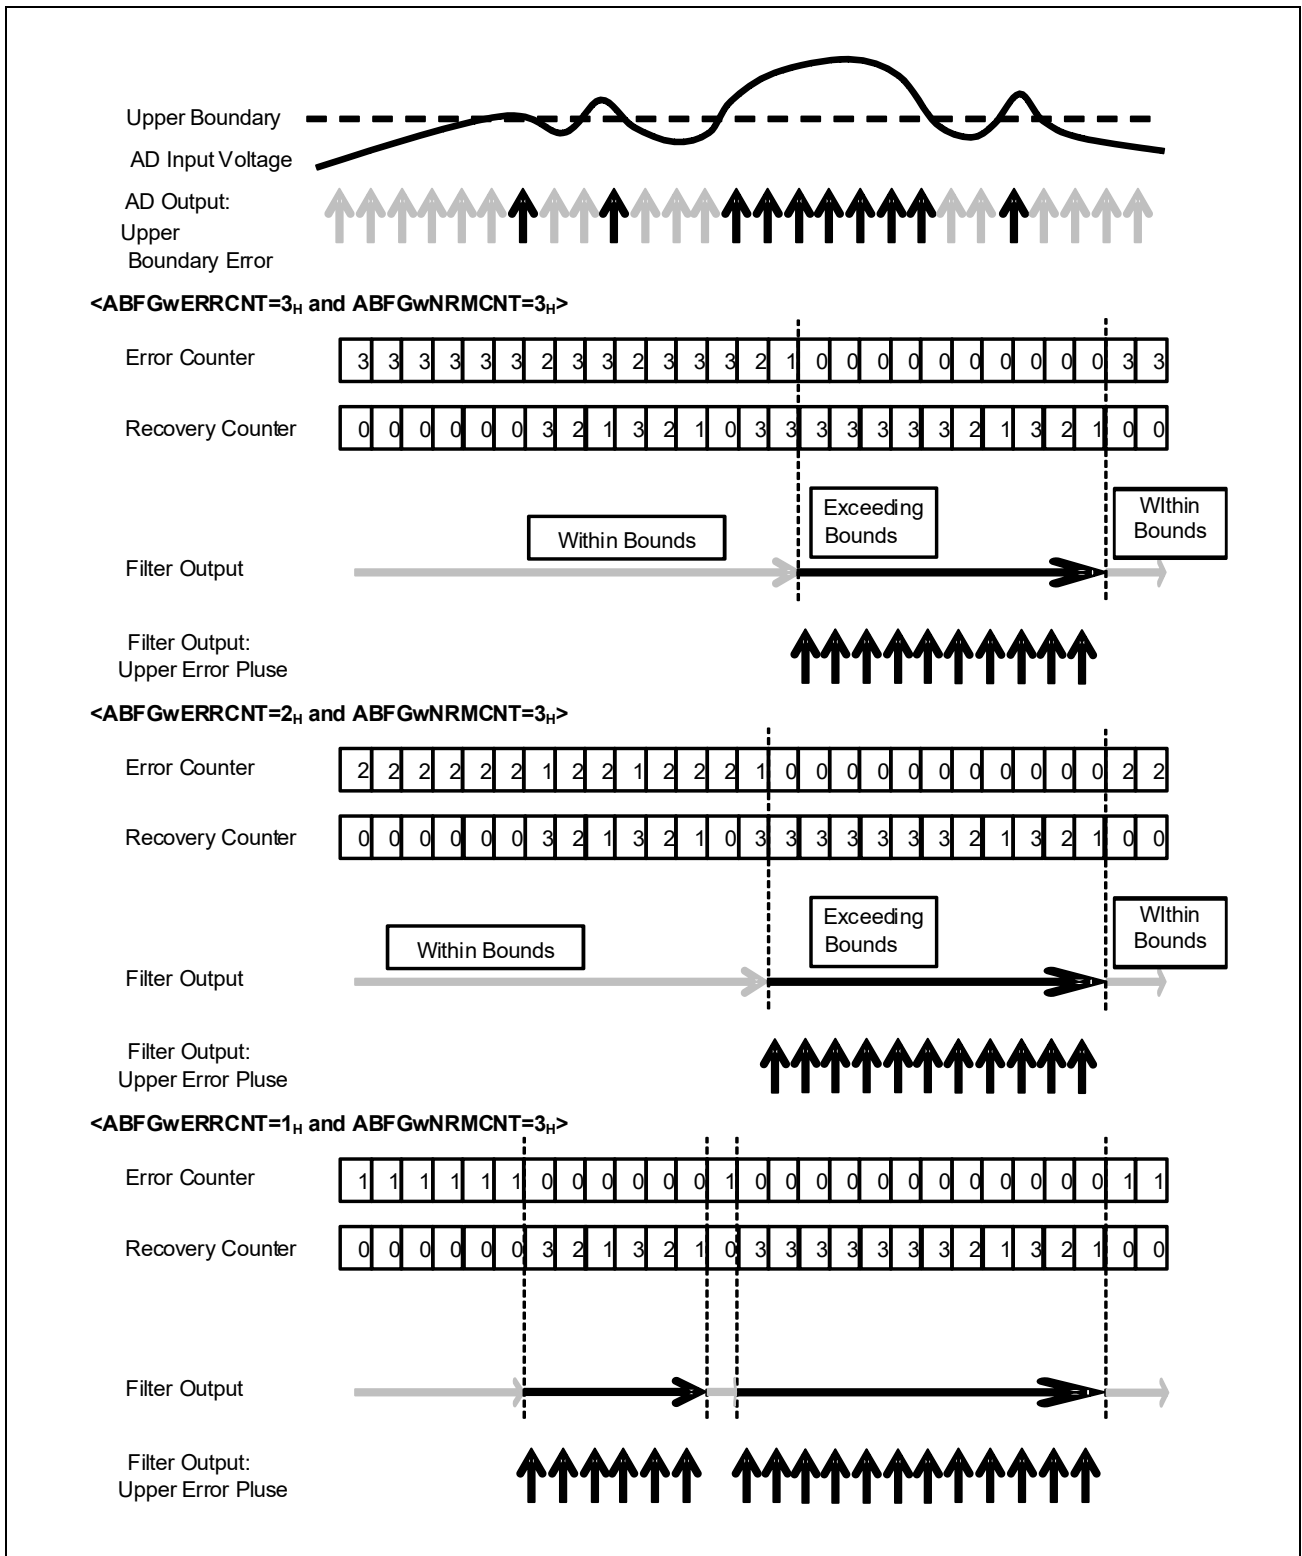 Upper Boundary
AD Input Voltage
AD Output:
Upper
Boundary Error
<ABFGwERRCNT=3H and ABFGwNRMCNT=3H>
Error Counter 3 3 3 3 3 3 2 3 3 2 3 3 3 2 1 0 0 0 0 0 0 0 0 0 0 3 3
Recovery Counter 0 0 0 0 0 0 3 2 1 3 2 1 0 3 3 3 3 3 3 3 2 1 3 2 1 0 0
Within Bounds
Exceeding
Bounds
WIthin
Bounds
Filter Output
Filter Output:
Upper Error Pluse
<ABFGwERRCNT=2H and ABFGwNRMCNT=3H>
Error Counter 2 2 2 2 2 2 1 2 2 1 2 2 2 1 0 0 0 0 0 0 0 0 0 0 0 2 2
Recovery Counter 0 0 0 0 0 0 3 2 1 3 2 1 0 3 3 3 3 3 3 3 2 1 3 2 1 0 0
Within Bounds
Exceeding
Bounds
WIthin
Bounds
Filter Output
Filter Output:
Upper Error Pluse
<ABFGwERRCNT=1H and ABFGwNRMCNT=3H>
Error Counter 1 1 1 1 1 1 0 0 0 0 0 0 1 0 0 0 0 0 0 0 0 0 0 0 0 1 1
Recovery Counter 0 0 0 0 0 0 3 2 1 3 2 1 0 3 3 3 3 3 3 3 2 1 3 2 1 0 0
Filter Output
Filter Output:
Upper Error Pluse